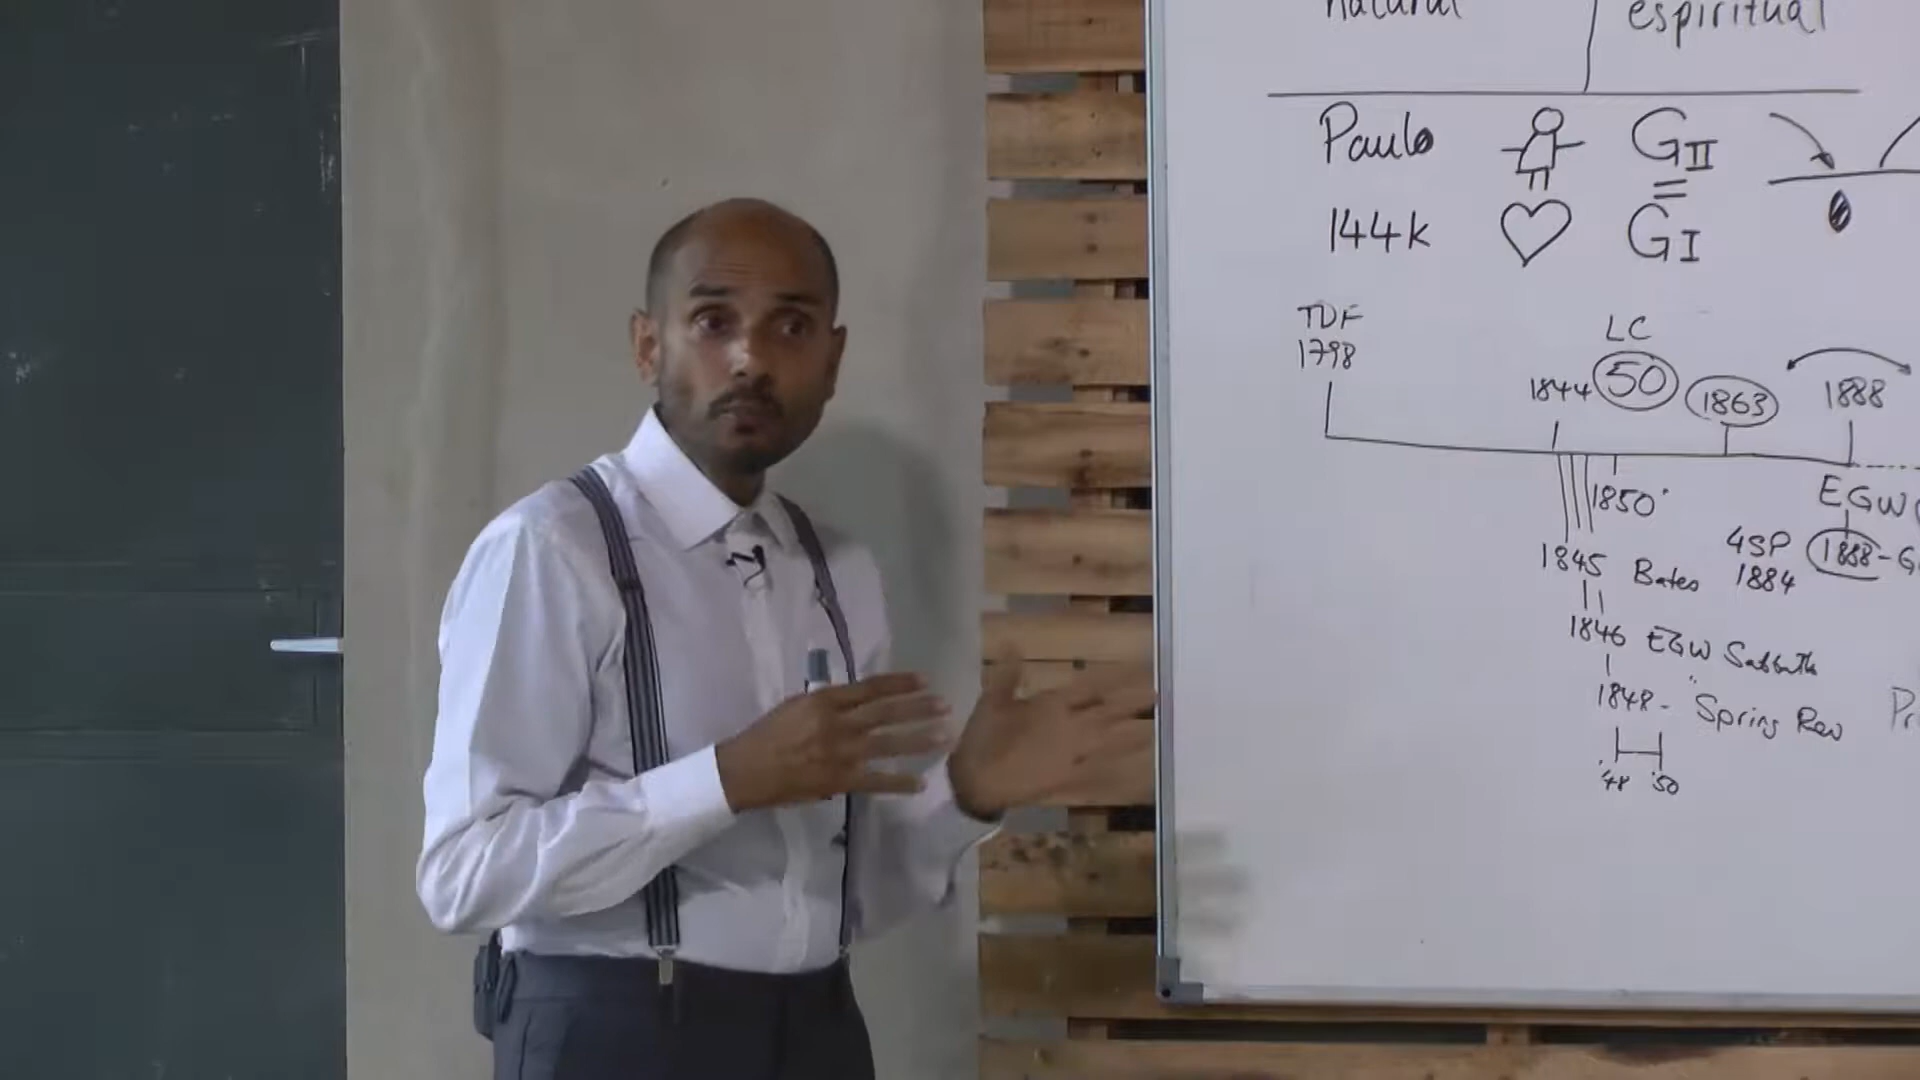 natural espiritual
Paulo GII
=
144k GI
TDF LC
1798 1844 50 1863 1888
1850
EGW
1845 Bates 4SP 1888-G
1884
1846 EGW Sabbath
1848- "Spring Rev
'48 '50